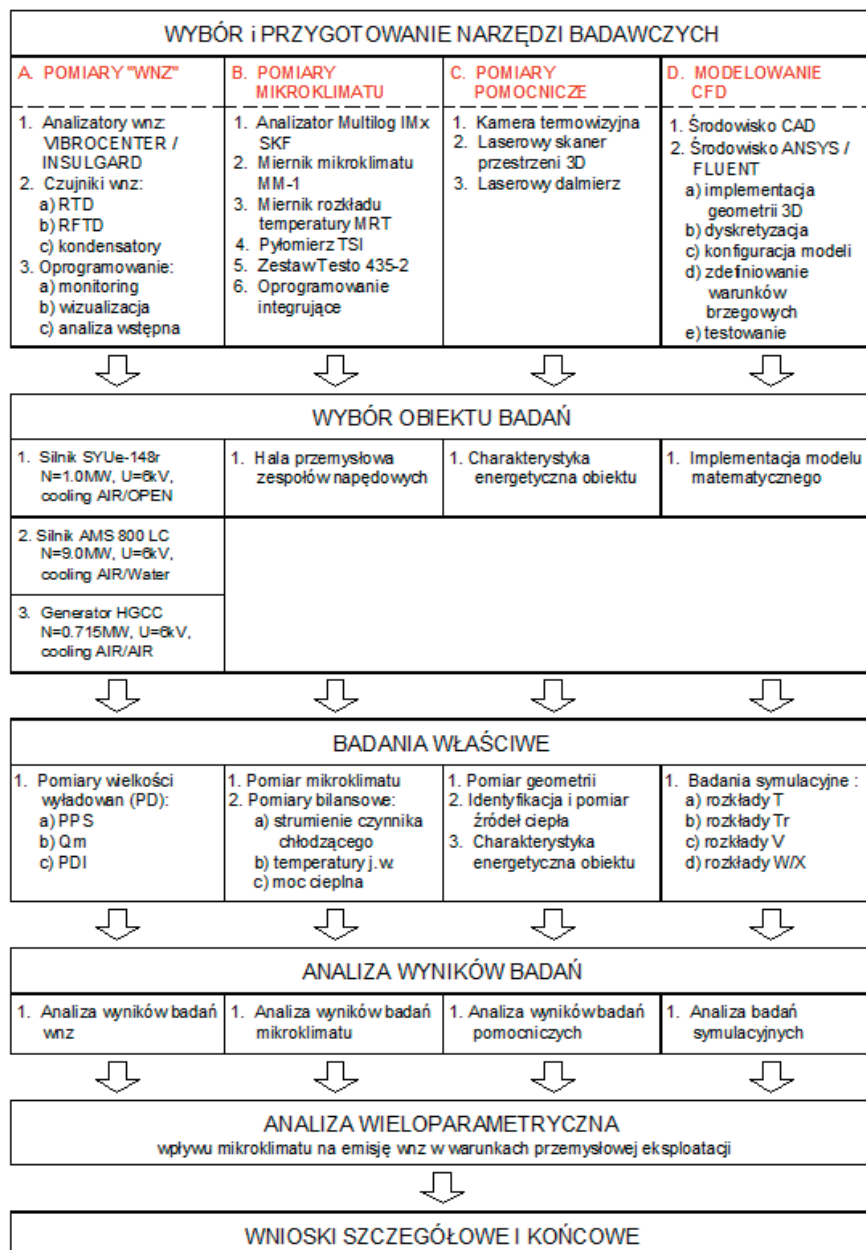 WYBÓR i PRZYGOTOWANIE NARZĘDZI BADAWCZYCH
A. POMIARY "WNZ"
1. Analizatory wnz:
VIBROCENTER /
INSULGARD
2. Czujniki wnz:
a) RTD
b) RFTD
c) kondensatory
3. Oprogramowanie:
a) monitoring
b) wizualizacja
c) analiza wstępna
B. POMIARY
MIKROKLIMATU
1. Analizator Multilog IMx
SKF
2. Miernik mikroklimatu
MM-1
3. Miernik rozkładu
temperatury MRT
4. Pyłomierz TSI
5. Zestaw Testo 435-2
6. Oprogramowanie
integrujące
C. POMIARY
POMOCNICZE
1. Kamera termowizyjna
2. Laserowy skaner
przestrzeni 3D
3. Laserowy dalmierz
D. MODELOWANIE
CFD
1. Środowisko CAD
2. Środowisko ANSYS /
FLUENT
a) implementacja
geometrii 3D
b) dyskretyzacja
c) konfiguracja modeli
d) zdefiniowanie
warunków
brzegowych
e) testowanie
WYBÓR OBIEKTU BADAŃ
1. Silnik SYUe-148r
N=1.0MW, U=6kV,
cooling AIR/OPEN
2. Silnik AMS 800 LC
N=9.0MW, U=6kV,
cooling AIR/Water
3. Generator HGCC
N=0.715MW, U=6kV,
cooling AIR/AIR
1. Hala przemysłowa
zespołów napędowych
1. Charakterystyka
energetyczna obiektu
1. Implementacja modelu
matematycznego
BADANIA WŁAŚCIWE
1. Pomiary wielkości
wyładowan (PD):
a) PPS
b) Qm
c) PDI
1. Pomiar mikroklimatu
2. Pomiary bilansowe:
a) strumienie czynnika
chłodzącego
b) temperatury j.w.
c) moc cieplna
1. Pomiar geometrii
2. Identyfikacja i pomiar
źródeł ciepła
3. Charakterystyka
energetyczna obiektu
1. Badania symulacyjne :
a) rozkłady T
b) rozkłady Tr
c) rozkłady V
d) rozkłady W/X
ANALIZA WYNIKÓW BADAŃ
1. Analiza wyników badań
wnz
1. Analiza wyników badań
mikroklimatu
1. Analiza wyników badań
pomocniczych
1. Analiza badań
symulacyjnych
ANALIZA WIELOPARAMETRYCZNA
wpływu mikroklimatu na emisję wnz w warunkach przemysłowej eksploatacji
WNIOSKI SZCZEGÓŁOWE I KOŃCOWE